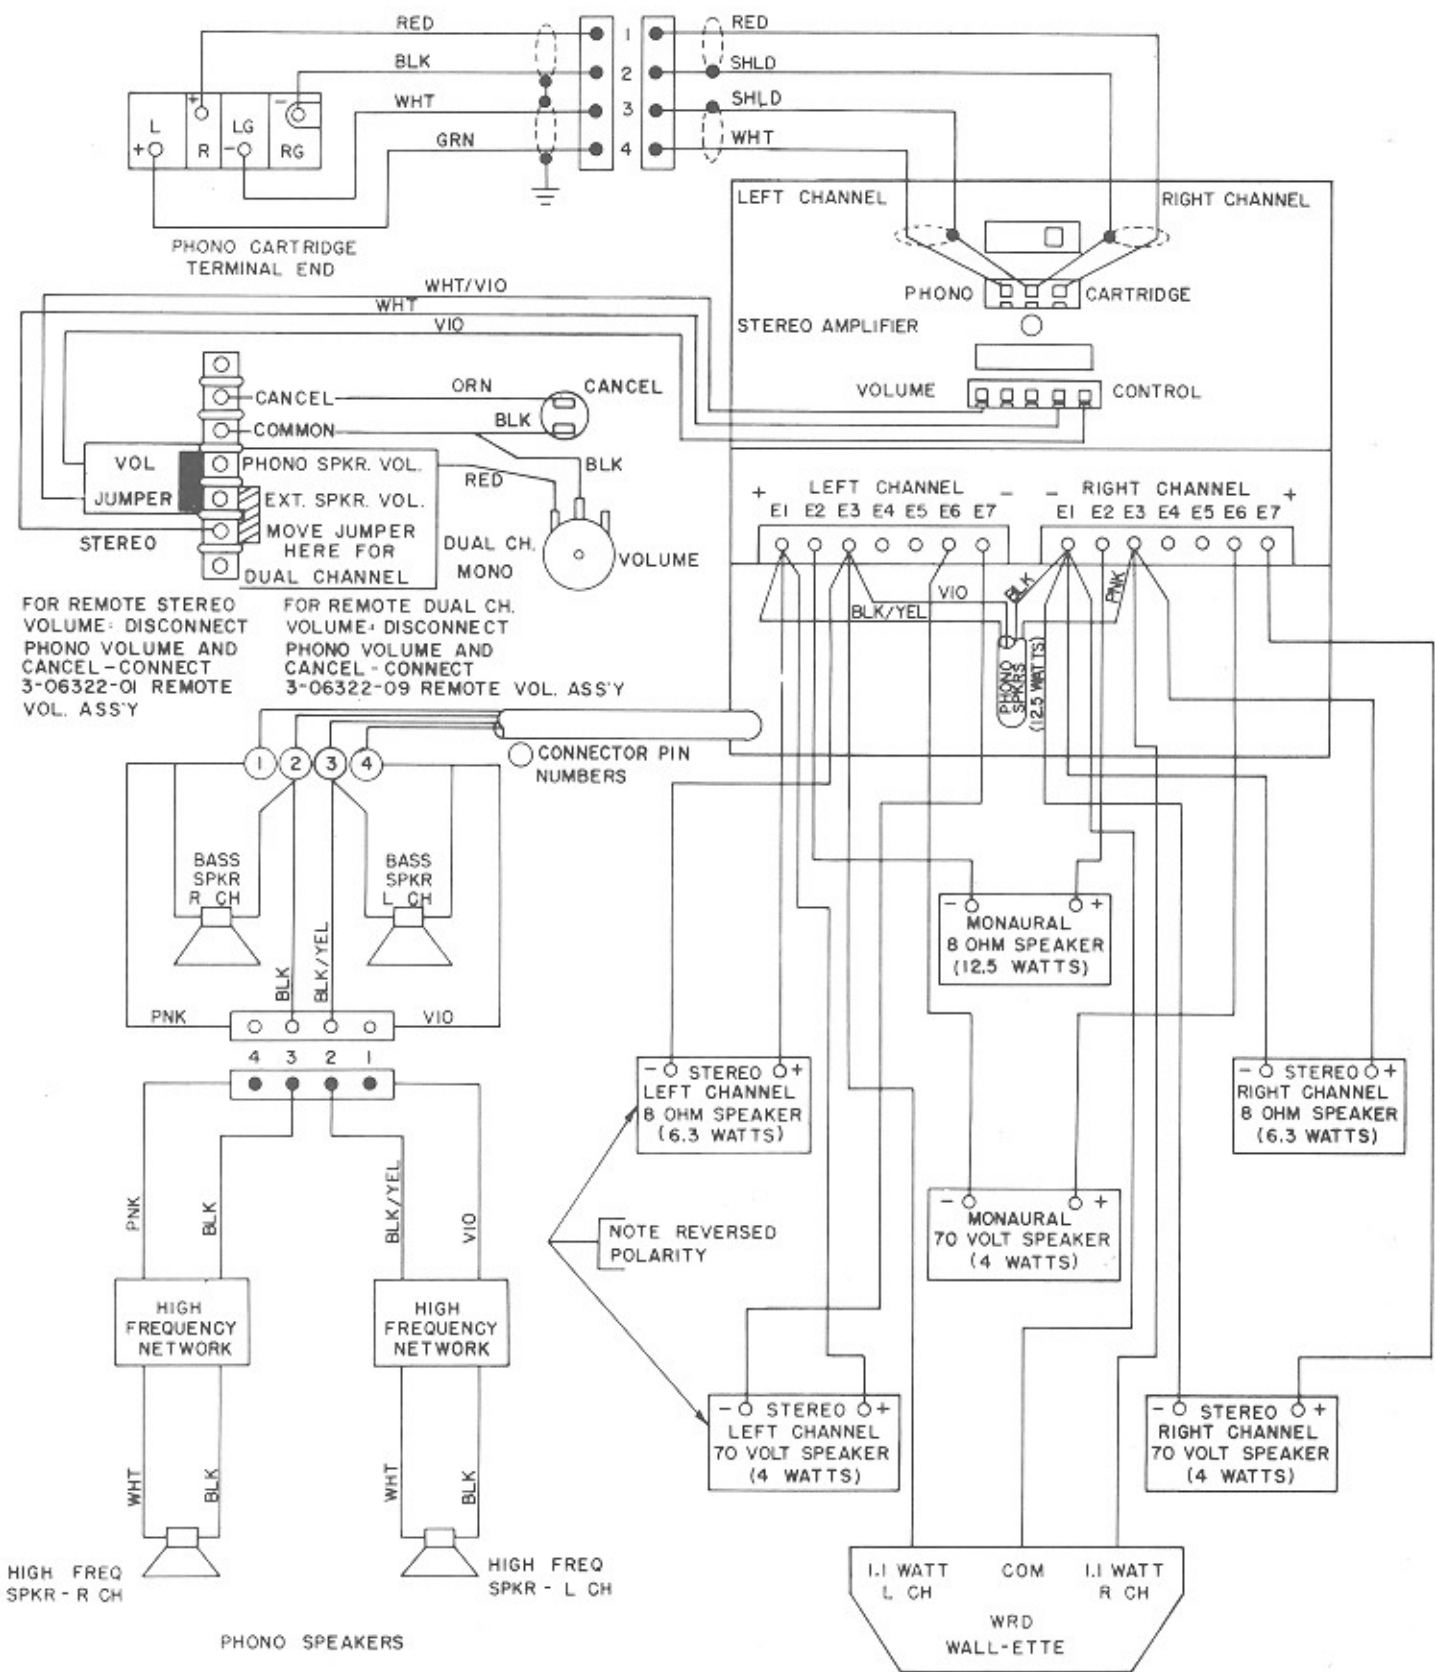 RED
BLK
WHT
GRN
1
2
3
4
RED
SHLD
SHLD
WHT
L
+
+
R
LG
-
-
RG
PHONO CARTRIDGE
TERMINAL END
LEFT CHANNEL
RIGHT CHANNEL
PHONO CARTRIDGE
STEREO AMPLIFIER
VOLUME CONTROL
WHT/VIO
WHT
VIO
CANCEL
ORN
CANCEL
COMMON
BLK
BLK
VOL
JUMPER
PHONO SPKR. VOL.
EXT. SPKR. VOL.
MOVE JUMPER
HERE FOR
DUAL CHANNEL
STEREO
RED
DUAL CH.
MONO
VOLUME
FOR REMOTE STEREO
VOLUME: DISCONNECT
PHONO VOLUME AND
CANCEL-CONNECT
3-06322-01 REMOTE
VOL. ASS'Y
FOR REMOTE DUAL CH.
VOLUME: DISCONNECT
PHONO VOLUME AND
CANCEL-CONNECT
3-06322-09 REMOTE VOL. ASS'Y
+ LEFT CHANNEL -
E1 E2 E3 E4 E5 E6 E7
- RIGHT CHANNEL +
E1 E2 E3 E4 E5 E6 E7
VIO
BLK/YEL
BLK
PNK
PHONO
SPKRS
(12.5 WATTS)
CONNECTOR PIN
NUMBERS
1 2 3 4
BASS
SPKR
R CH
BASS
SPKR
L CH
BLK
BLK/YEL
PNK
VIO
4 3 2 1
PNK
BLK
BLK/YEL
VIO
HIGH
FREQUENCY
NETWORK
HIGH
FREQUENCY
NETWORK
WHT
BLK
WHT
BLK
HIGH FREQ
SPKR - R CH
HIGH FREQ
SPKR - L CH
PHONO SPEAKERS
- +
MONAURAL
8 OHM SPEAKER
(12.5 WATTS)
- STEREO +
LEFT CHANNEL
8 OHM SPEAKER
(6.3 WATTS)
- STEREO +
RIGHT CHANNEL
8 OHM SPEAKER
(6.3 WATTS)
NOTE REVERSED
POLARITY
- +
MONAURAL
70 VOLT SPEAKER
(4 WATTS)
- STEREO +
LEFT CHANNEL
70 VOLT SPEAKER
(4 WATTS)
- STEREO +
RIGHT CHANNEL
70 VOLT SPEAKER
(4 WATTS)
1.1 WATT
L CH
COM
1.1 WATT
R CH
WRD
WALL-ETTE